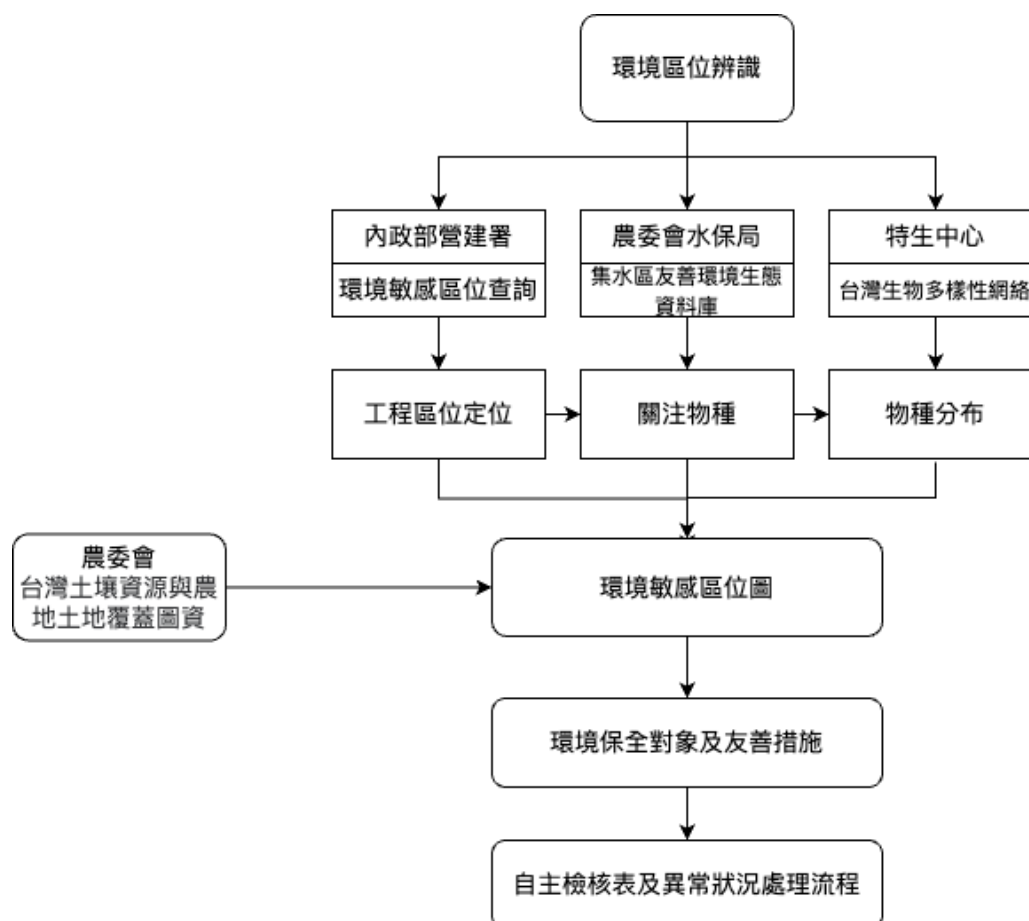 環境區位辨識
內政部營建署
環境敏感區位查詢
農委會水保局
集水區友善環境生態
資料庫
特生中心
台灣生物多樣性網絡
工程區位定位
關注物種
物種分布
農委會
台灣土壤資源與農
地土地覆蓋圖資
環境敏感區位圖
環境保全對象及友善措施
自主檢核表及異常狀況處理流程